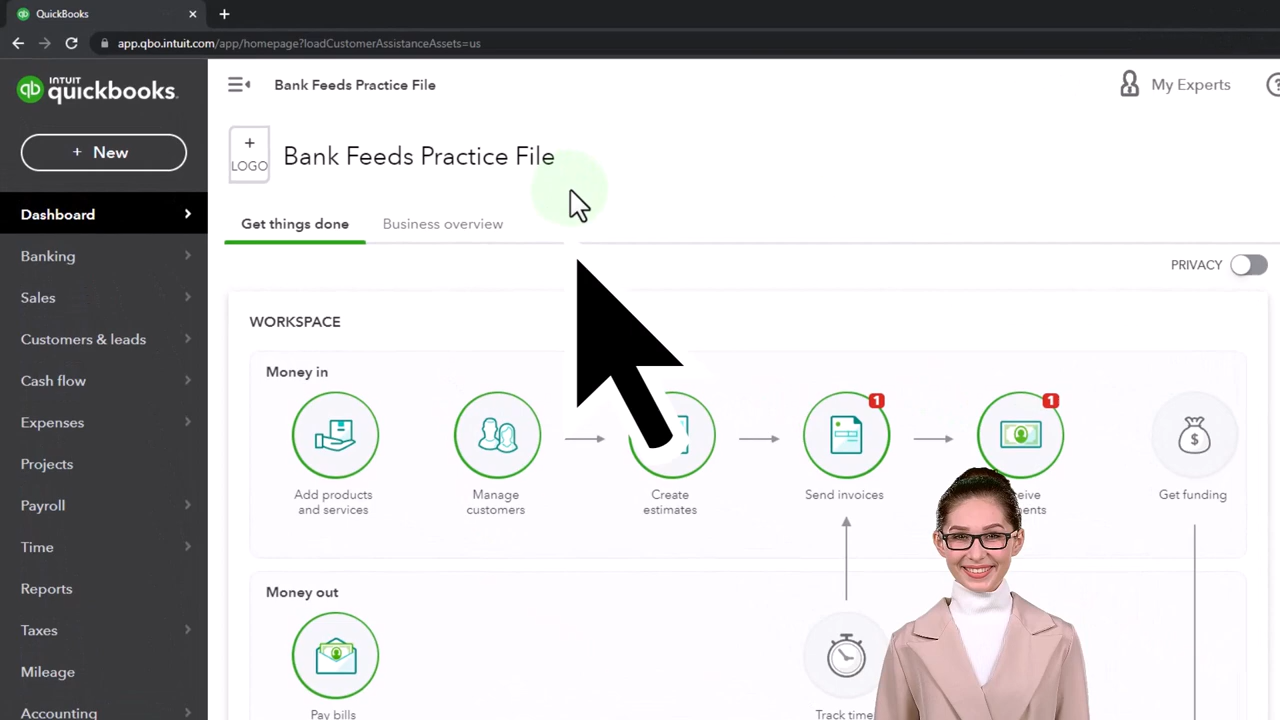 QuickBooks
app.qbo.intuit.com/app/homepage?loadCustomerAssistanceAssets=us
INTUIT
qb quickbooks.
Bank Feeds Practice File
My Experts
+ New
+
LOGO
Bank Feeds Practice File
Dashboard
Banking
Sales
Customers & leads
Cash flow
Expenses
Projects
Payroll
Time
Reports
Taxes
Mileage
Accounting
Get things done
Business overview
PRIVACY
WORKSPACE
Money in
1
1
Add products
and services
Manage
customers
Create
estimates
Send invoices
Get funding
Money out
Pay bills
Track time